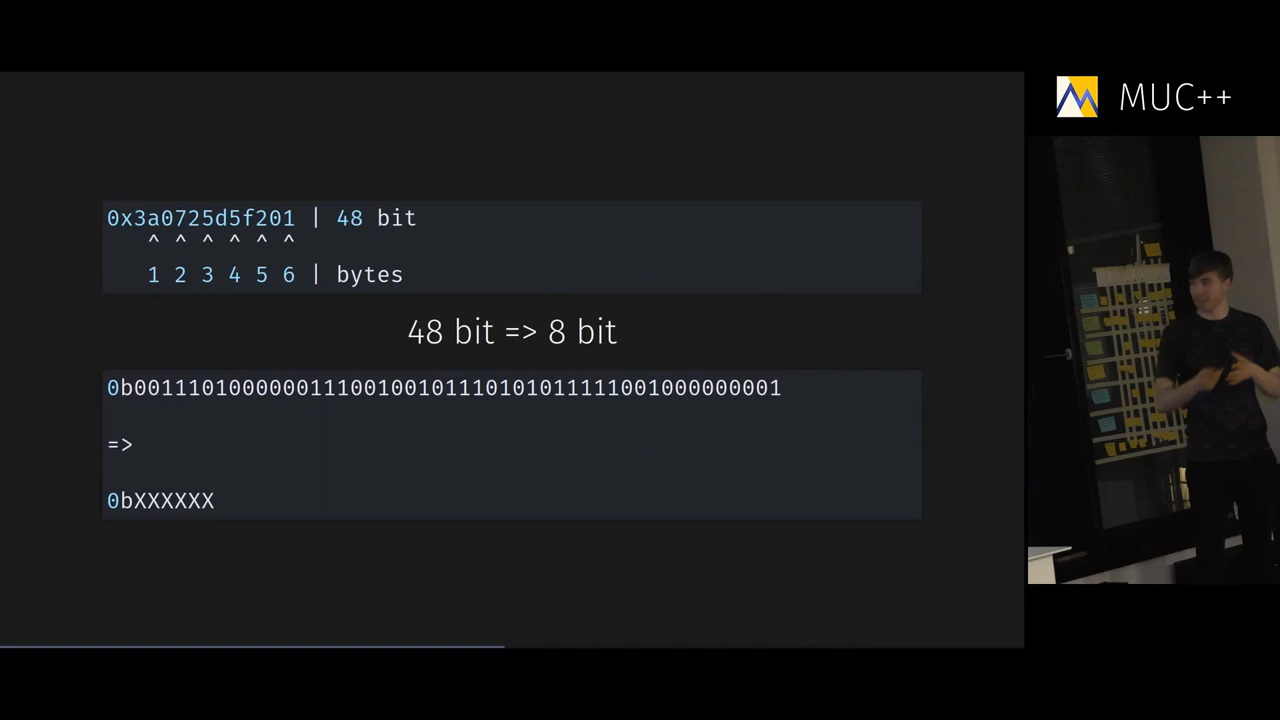 MUC++
0x3a0725d5f201 | 48 bit
^ ^ ^ ^ ^ ^
1 2 3 4 5 6 | bytes
48 bit => 8 bit
0b001110100000011100100101110101011111001000000001
=>
0bXXXXXX